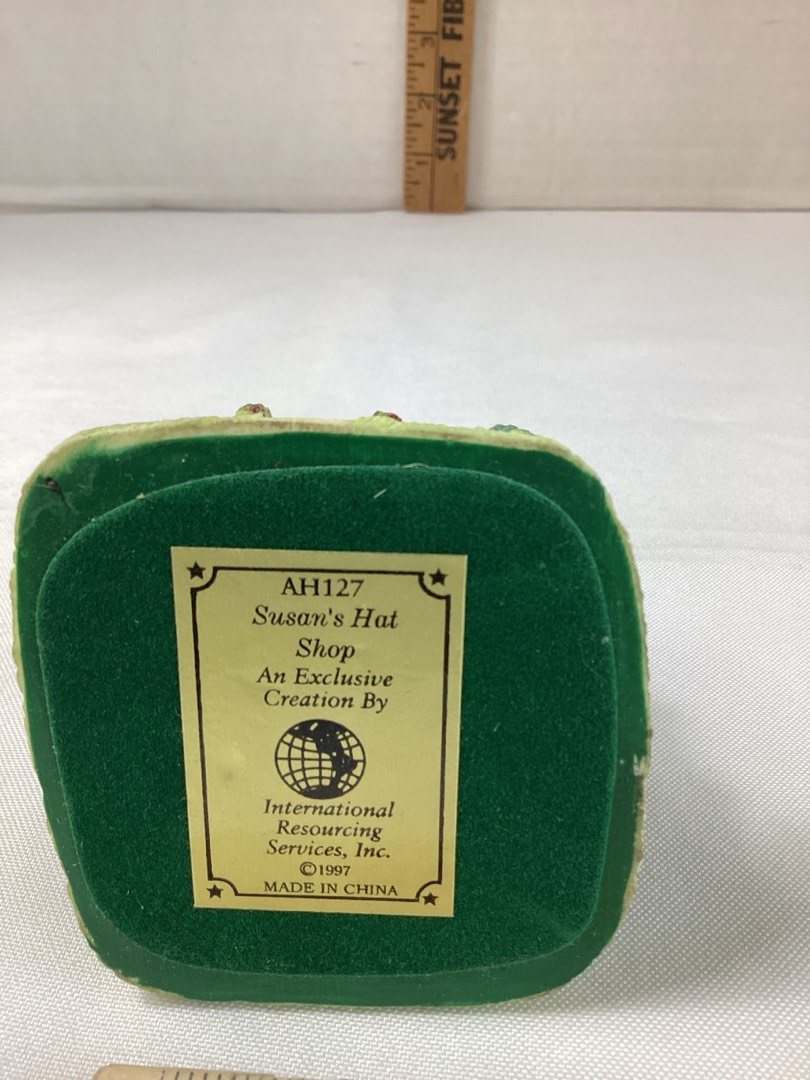 3
2
1
SUNSET FIB
AH127
Susan's Hat
Shop
An Exclusive
Creation By
International
Resourcing
Services, Inc.
©1997
MADE IN CHINA